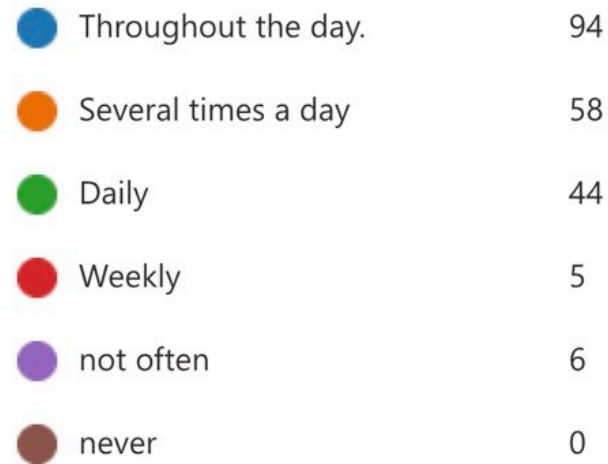 Throughout the day. 94
Several times a day 58
Daily 44
Weekly 5
not often 6
never 0